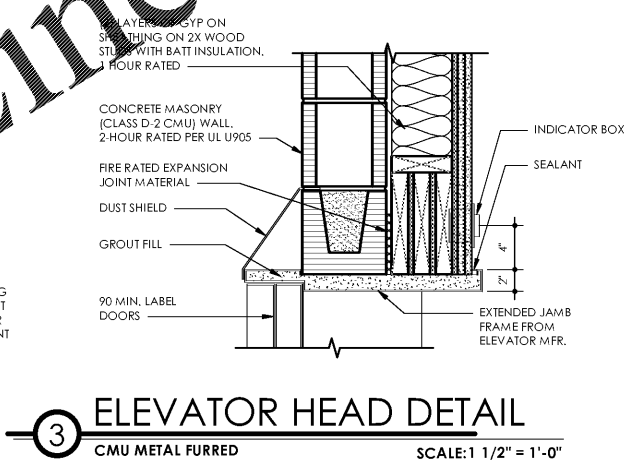 LAYERS OF GYP ON
SHEATHING ON 2X WOOD
STUDS WITH BATT INSULATION.
1 HOUR RATED
CONCRETE MASONRY
(CLASS D-2 CMU) WALL.
2-HOUR RATED PER UL U905
FIRE RATED EXPANSION
JOINT MATERIAL
DUST SHIELD
GROUT FILL
90 MIN. LABEL
DOORS
INDICATOR BOX
SEALANT
4"
2"
EXTENDED JAMB
FRAME FROM
ELEVATOR MFR.
3
ELEVATOR HEAD DETAIL
CMU METAL FURRED
SCALE:1 1/2" = 1'-0"